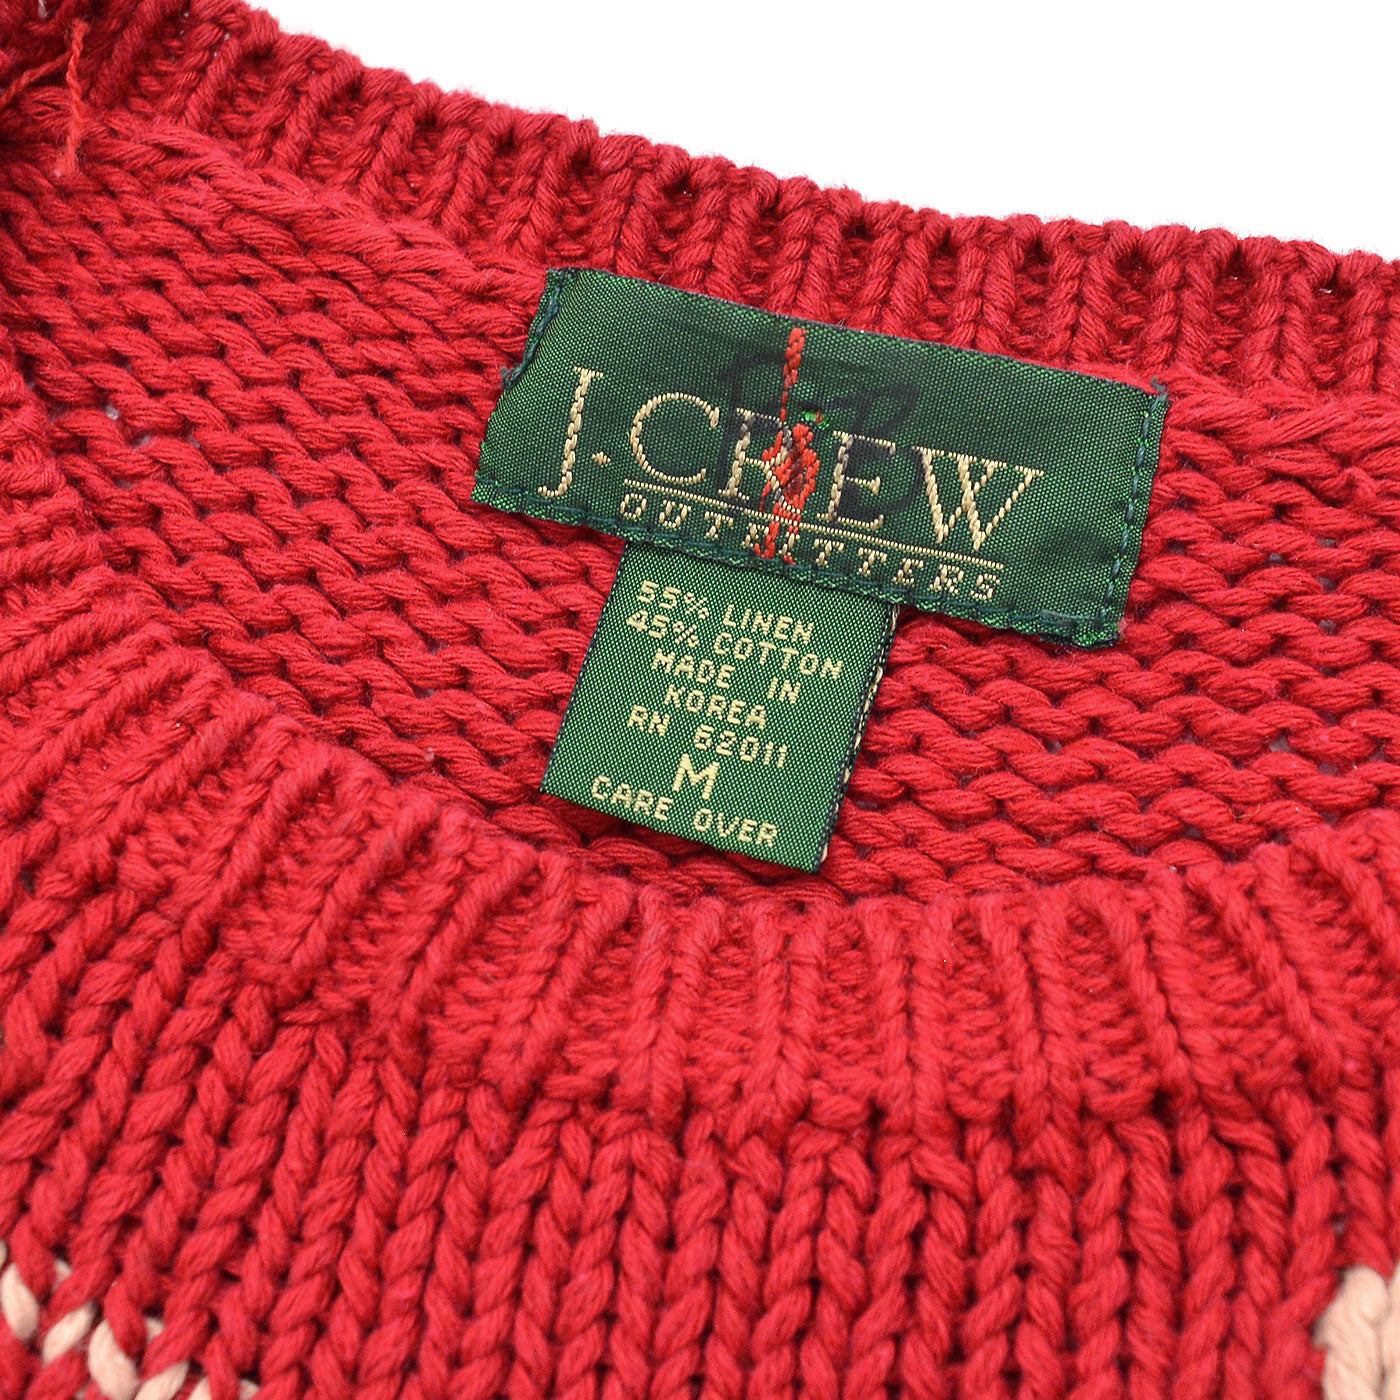 J.CREW
OUTFITTERS
55% LINEN
45% COTTON
MADE IN
KOREA
RN 62011
M
CARE OVER